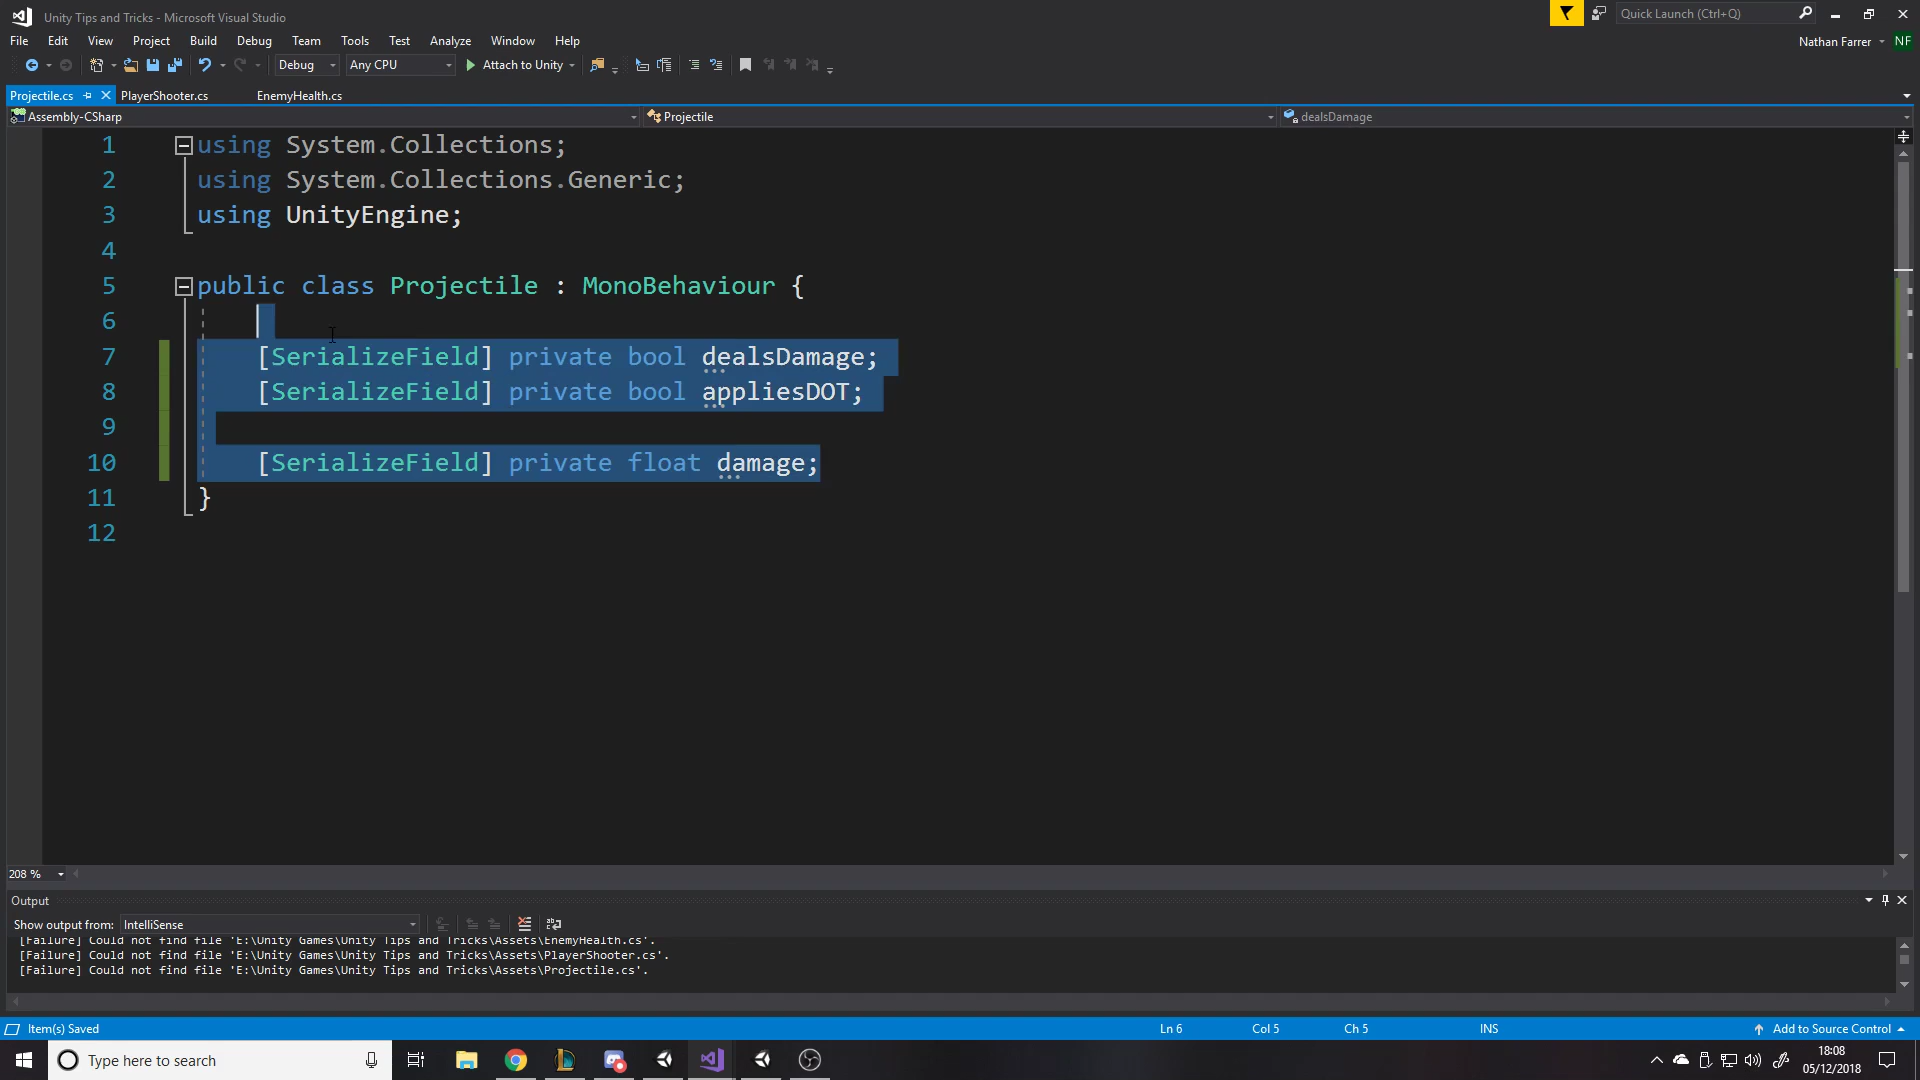 Unity Tips and Tricks - Microsoft Visual Studio
Quick Launch (Ctrl+Q)
File Edit View Project Build Debug Team Tools Test Analyze Window Help
Nathan Farrer NF
Debug Any CPU Attach to Unity
Projectile.cs PlayerShooter.cs EnemyHealth.cs
Assembly-CSharp Projectile dealsDamage
1 using System.Collections;
2 using System.Collections.Generic;
3 using UnityEngine;
4
5 public class Projectile : MonoBehaviour {
6
7 [SerializeField] private bool dealsDamage;
8 [SerializeField] private bool appliesDOT;
9
10 [SerializeField] private float damage;
11 }
12
208 %
Output
Show output from: IntelliSense
[Failure] Could not find file 'E:\Unity Games\Unity Tips and Tricks\Assets\EnemyHealth.cs'.
[Failure] Could not find file 'E:\Unity Games\Unity Tips and Tricks\Assets\PlayerShooter.cs'.
[Failure] Could not find file 'E:\Unity Games\Unity Tips and Tricks\Assets\Projectile.cs'.
Item(s) Saved Ln 6 Col 5 Ch 5 INS Add to Source Control
Type here to search
18:08
05/12/2018